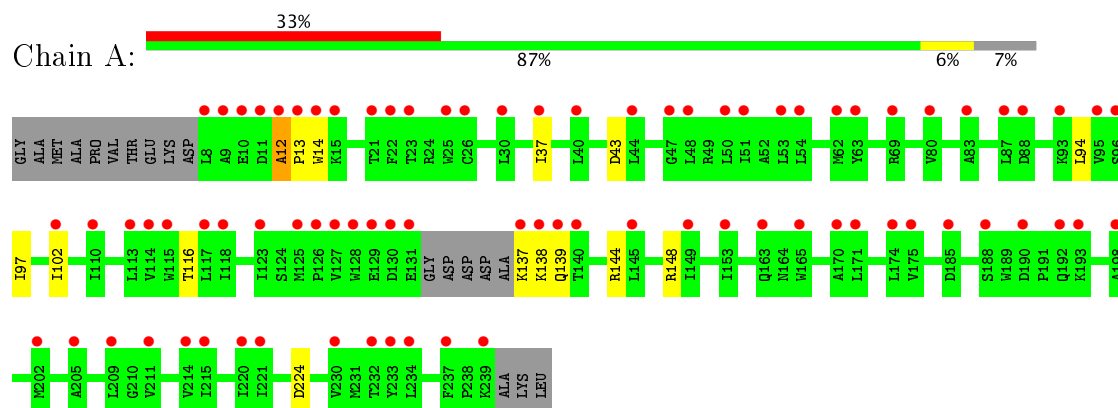 33%
Chain A:
87% 6% 7%
GLY ALA MET ALA PRO VAL THR GLU LYS ASP L8 A9 E10 D11 A12 P13 W14 K15 T21 F22 T23 R24 W25 C26 L30 I37 L40 D43 L44 G47 L48 R49 L50 I51 A52 L53 L54 M62 Y63 R69 V80 A83 L87 D88 K93 L94 V95 S96
I97 I102 I110 L113 V114 W115 T116 L117 I118 I123 S124 M125 P126 V127 W128 E129 D130 E131 GLY ASP ASP ASP ALA K137 K138 Q139 T140 R144 L145 R148 I149 I153 Q163 N164 W165 A170 L171 L174 V175 D185 S188 W189 D190 P191 Q192 K193 A198
M202 A205 L209 G210 V211 V214 I215 I220 I221 D224 V230 M231 T232 Y233 L234 F237 P238 K239 ALA LYS LEU